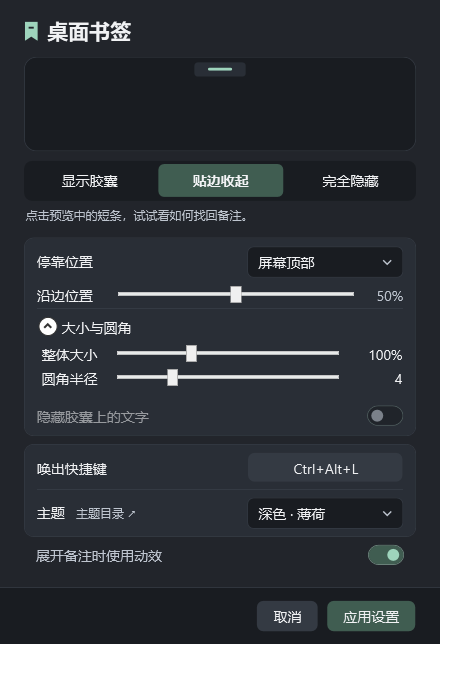 桌面书签
显示胶囊 贴边收起 完全隐藏
点击预览中的短条，试试看如何找回备注。
停靠位置 屏幕顶部
沿边位置 50%
大小与圆角
整体大小 100%
圆角半径 4
隐藏胶囊上的文字
唤出快捷键 Ctrl+Alt+L
主题 主题目录 ↗ 深色 · 薄荷
展开备注时使用动效
取消 应用设置